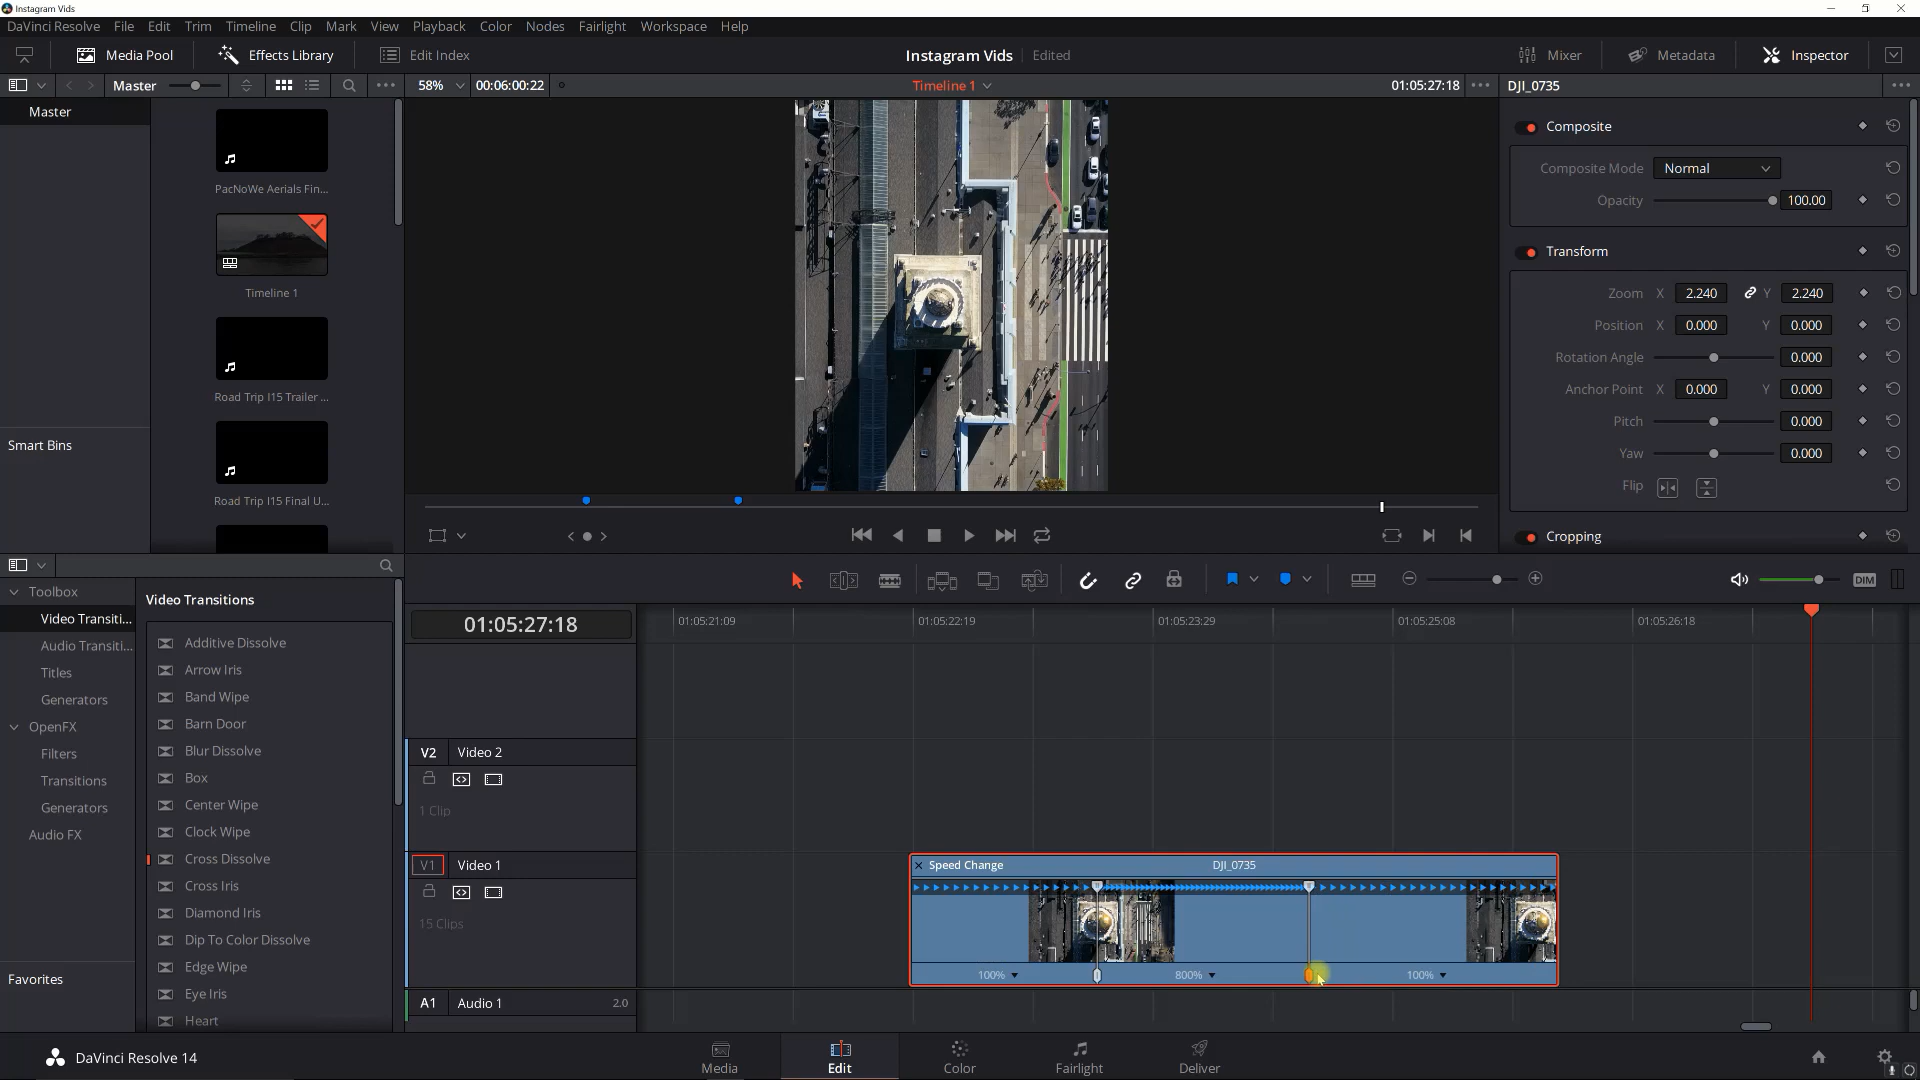 Instagram Vids
DaVinci Resolve File Edit Trim Timeline Clip Mark View Playback Color Nodes Fairlight Workspace Help
Media Pool Effects Library Edit Index Instagram Vids Edited Mixer Metadata Inspector
Master 58% 00:06:00:22 Timeline 1 01:05:27:18 DJI_0735
Master
PacNoWe Aerials Fin...
Timeline 1
Road Trip I15 Trailer ...
Road Trip I15 Final U...
Smart Bins
Composite
Composite Mode Normal
Opacity 100.00
Transform
Zoom X 2.240 Y 2.240
Position X 0.000 Y 0.000
Rotation Angle 0.000
Anchor Point X 0.000 Y 0.000
Pitch 0.000
Yaw 0.000
Flip
Cropping
DIM
Toolbox
Video Transiti...
Audio Transiti...
Titles
Generators
OpenFX
Filters
Transitions
Generators
Audio FX
Favorites
Video Transitions
Additive Dissolve
Arrow Iris
Band Wipe
Barn Door
Blur Dissolve
Box
Center Wipe
Clock Wipe
Cross Dissolve
Cross Iris
Diamond Iris
Dip To Color Dissolve
Edge Wipe
Eye Iris
Heart
01:05:27:18 01:05:21:09 01:05:22:19 01:05:23:29 01:05:25:08 01:05:26:18
V2 Video 2
1 Clip
V1 Video 1
15 Clips
Speed Change DJI_0735
100% 800% 100%
A1 Audio 1 2.0
DaVinci Resolve 14
Media Edit Color Fairlight Deliver